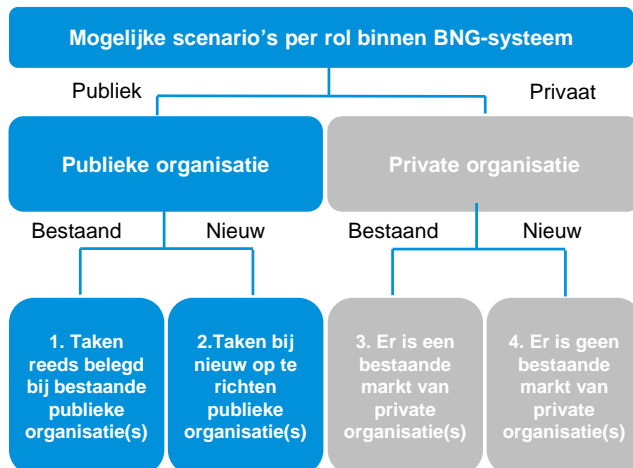 Mogelijke scenario's per rol binnen BNG-systeem
Publiek
Privaat
Publieke organisatie
Private organisatie
Bestaand
Nieuw
Bestaand
Nieuw
1. Taken
reeds belegd
bij bestaande
publieke
organisatie(s)
2.Taken bij
nieuw op te
richten
publieke
organisatie(s)
3. Er is een
bestaande
markt van
private
organisatie(s)
4. Er is geen
bestaande
markt van
private
organisatie(s)